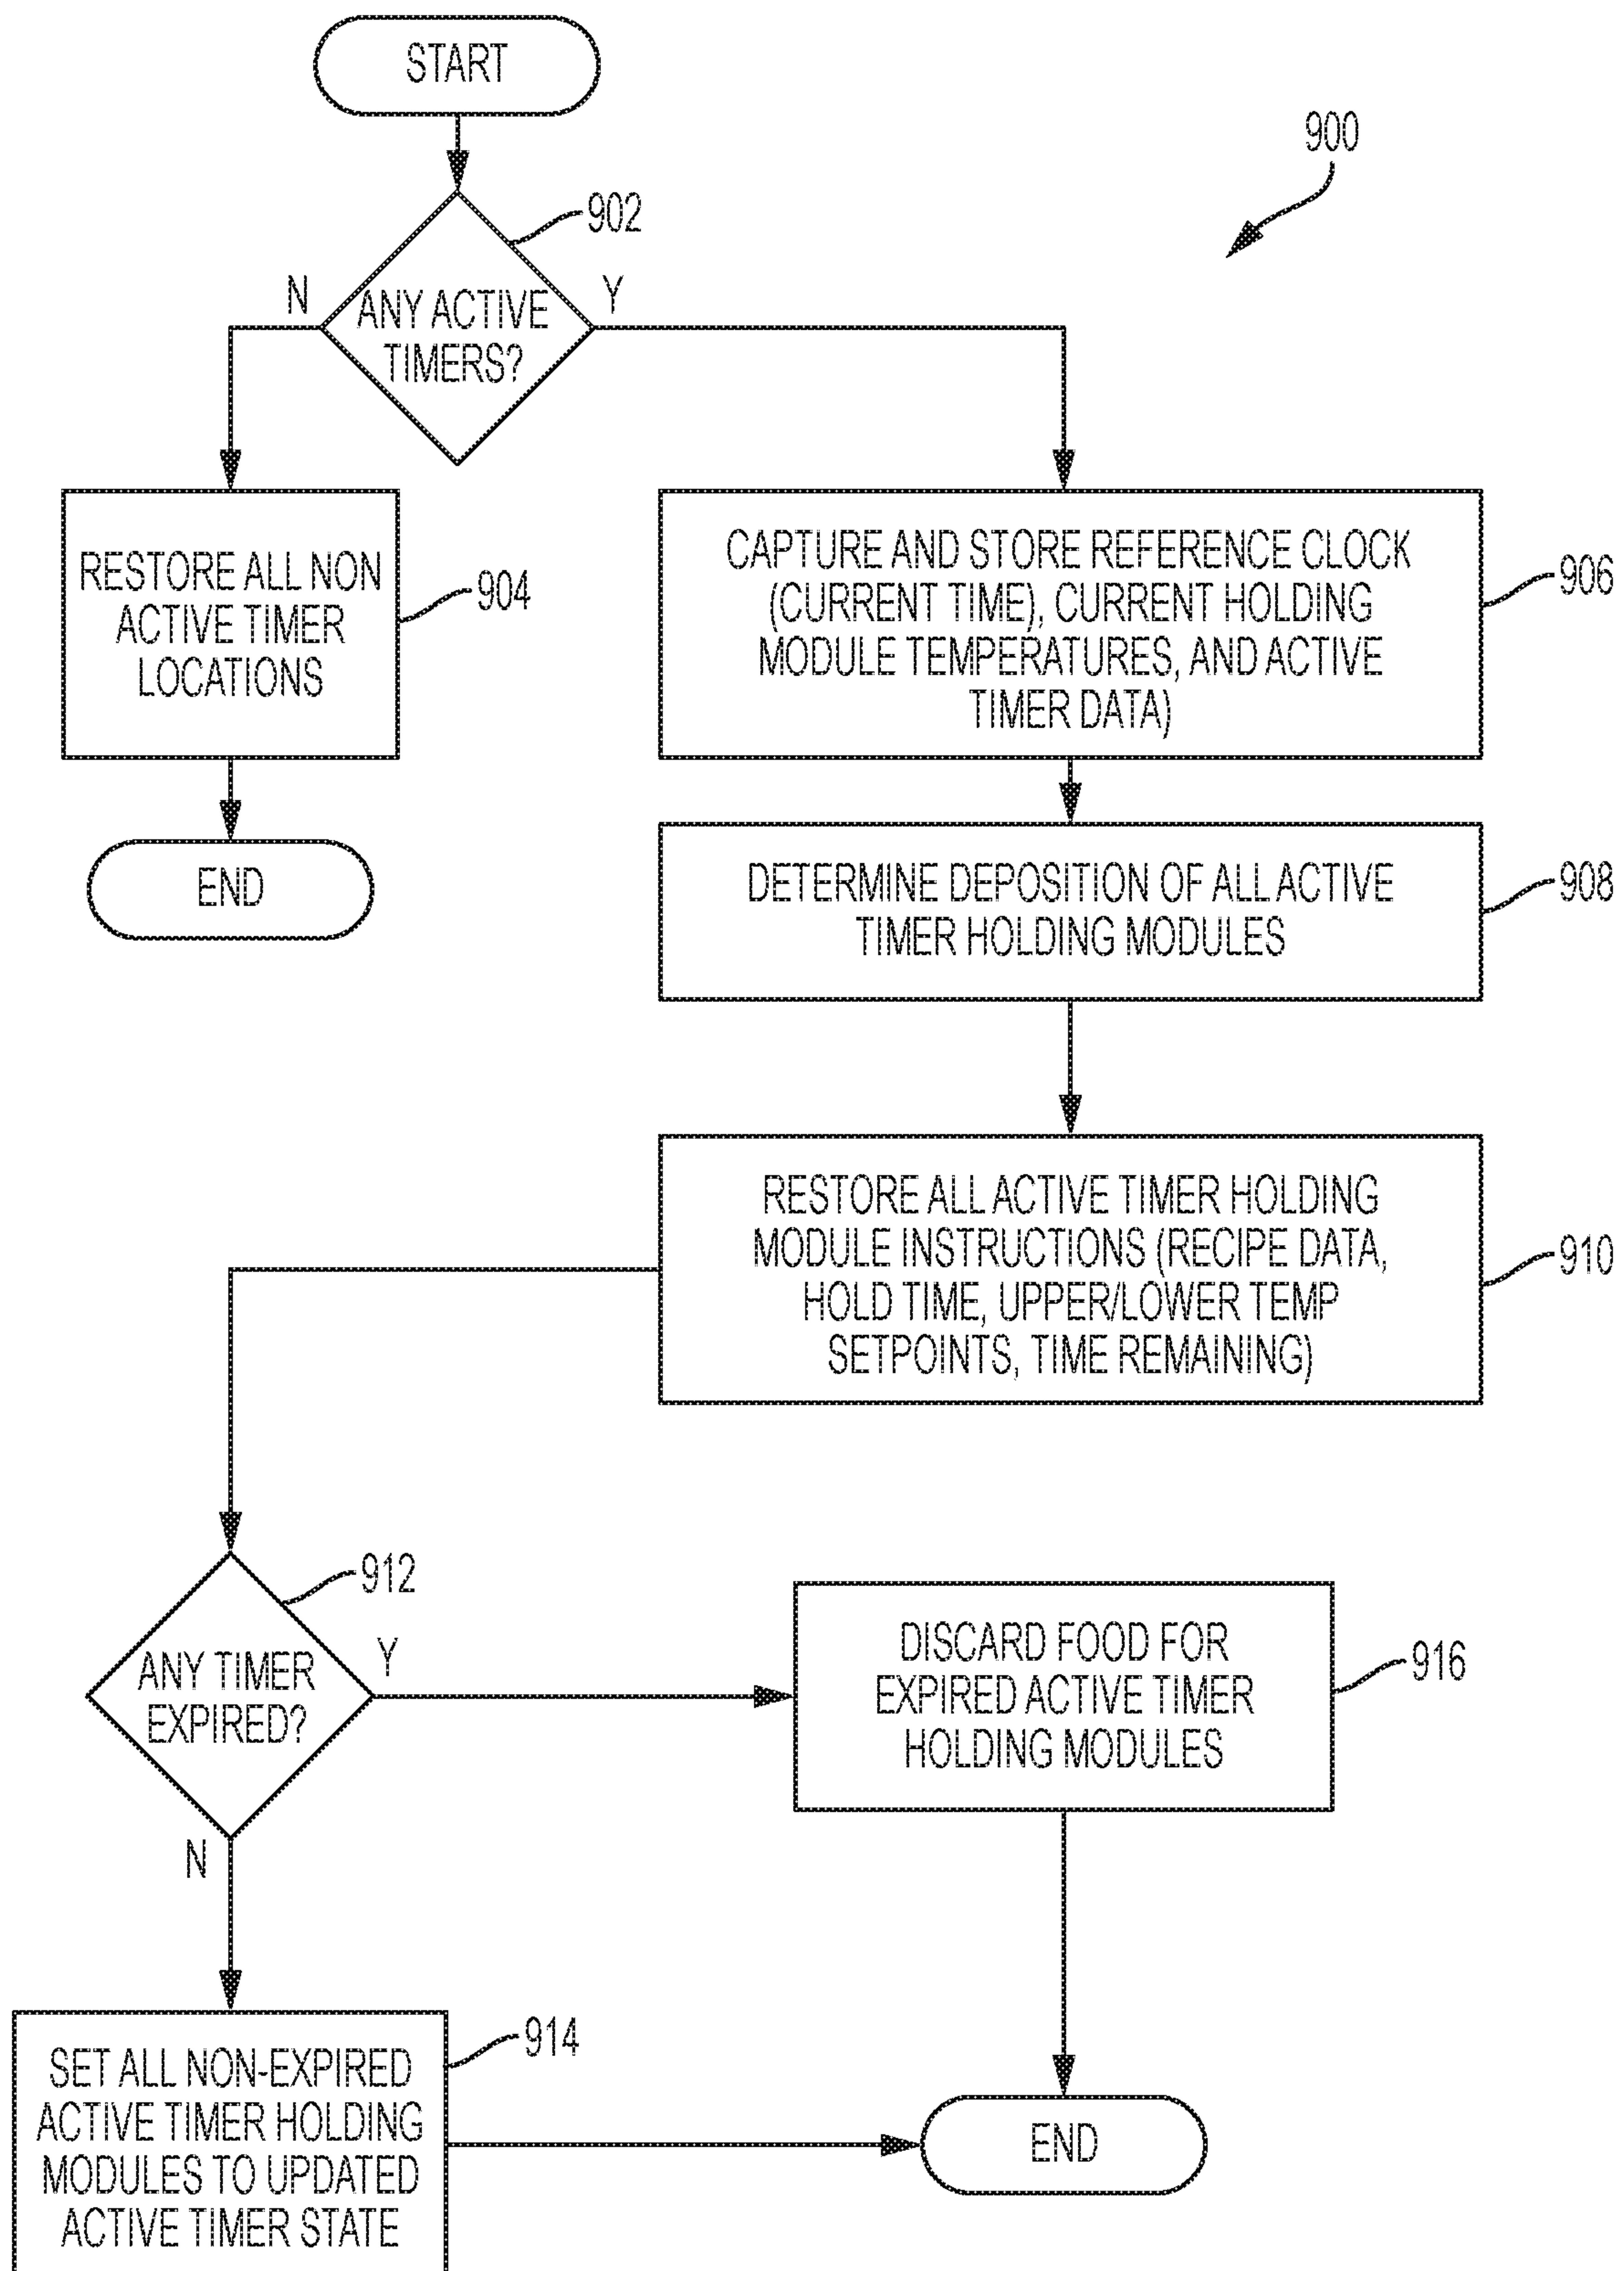 START
900
902
N
Y
ANY ACTIVE
TIMERS?
RESTORE ALL NON
ACTIVE TIMER
LOCATIONS
904
CAPTURE AND STORE REFERENCE CLOCK
(CURRENT TIME), CURRENT HOLDING
MODULE TEMPERATURES, AND ACTIVE
TIMER DATA)
906
END
DETERMINE DEPOSITION OF ALL ACTIVE
TIMER HOLDING MODULES
908
RESTORE ALL ACTIVE TIMER HOLDING
MODULE INSTRUCTIONS (RECIPE DATA,
HOLD TIME, UPPER/LOWER TEMP
SETPOINTS, TIME REMAINING)
910
912
ANY TIMER
EXPIRED?
Y
N
DISCARD FOOD FOR
EXPIRED ACTIVE TIMER
HOLDING MODULES
916
SET ALL NON-EXPIRED
ACTIVE TIMER HOLDING
MODULES TO UPDATED
ACTIVE TIMER STATE
914
END